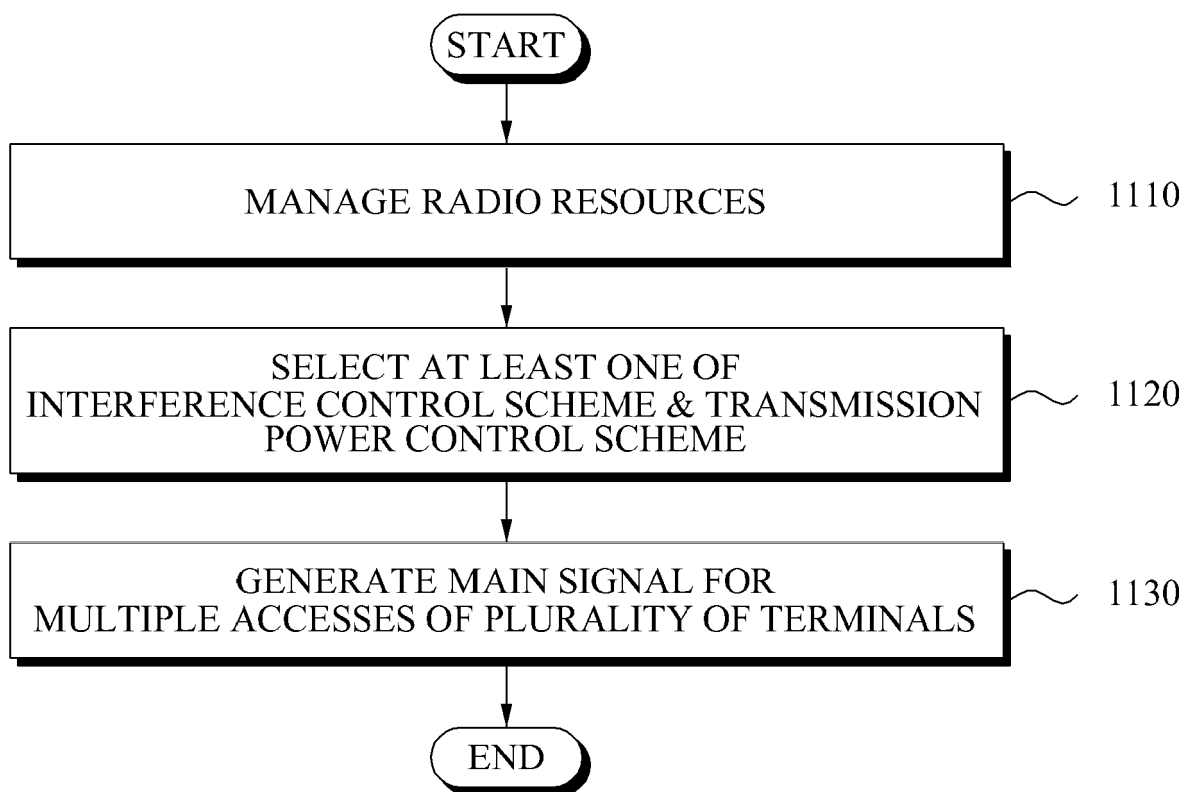 START
MANAGE RADIO RESOURCES
1110
SELECT AT LEAST ONE OF
INTERFERENCE CONTROL SCHEME & TRANSMISSION
POWER CONTROL SCHEME
1120
GENERATE MAIN SIGNAL FOR
MULTIPLE ACCESSES OF PLURALITY OF TERMINALS
1130
END